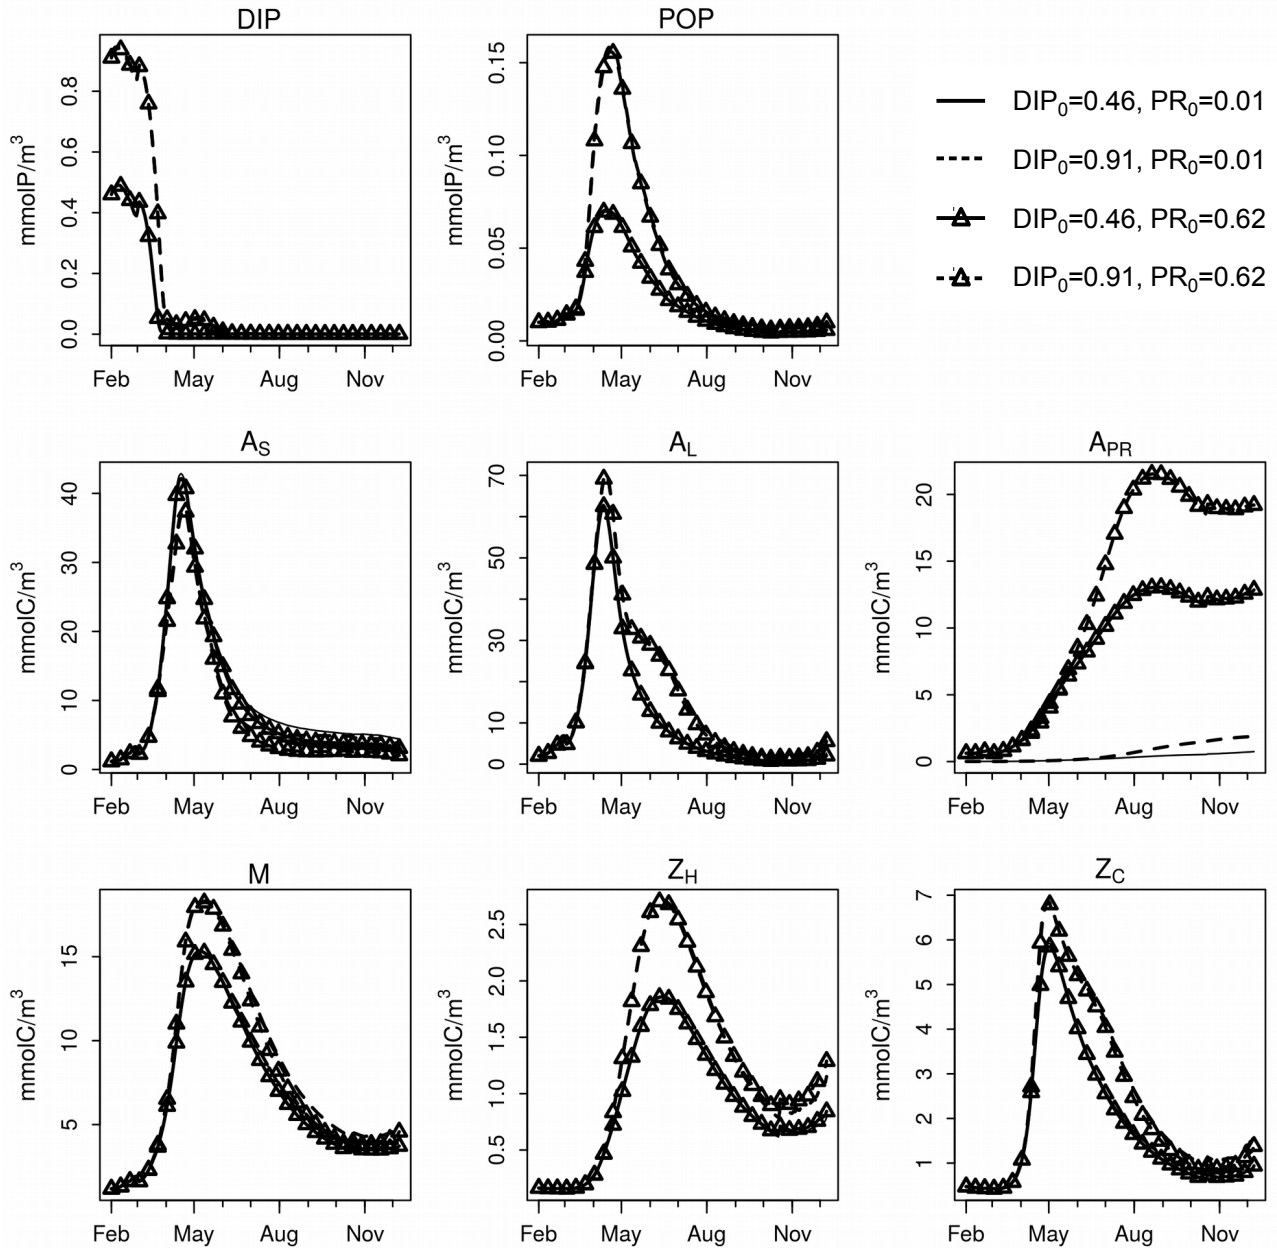 DIP
mmolP/m³
0.0 0.2 0.4 0.6 0.8
Feb May Aug Nov
POP
mmolP/m³
0.00 0.05 0.10 0.15
Feb May Aug Nov
DIP₀=0.46, PR₀=0.01
DIP₀=0.91, PR₀=0.01
DIP₀=0.46, PR₀=0.62
DIP₀=0.91, PR₀=0.62
A_S
mmolC/m³
0 10 20 30 40
Feb May Aug Nov
A_L
mmolC/m³
0 10 30 50 70
Feb May Aug Nov
A_PR
mmolC/m³
0 5 10 15 20
Feb May Aug Nov
M
mmolC/m³
5 10 15
Feb May Aug Nov
Z_H
mmolC/m³
0.5 1.0 1.5 2.0 2.5
Feb May Aug Nov
Z_C
mmolC/m³
1 2 3 4 5 6 7
Feb May Aug Nov